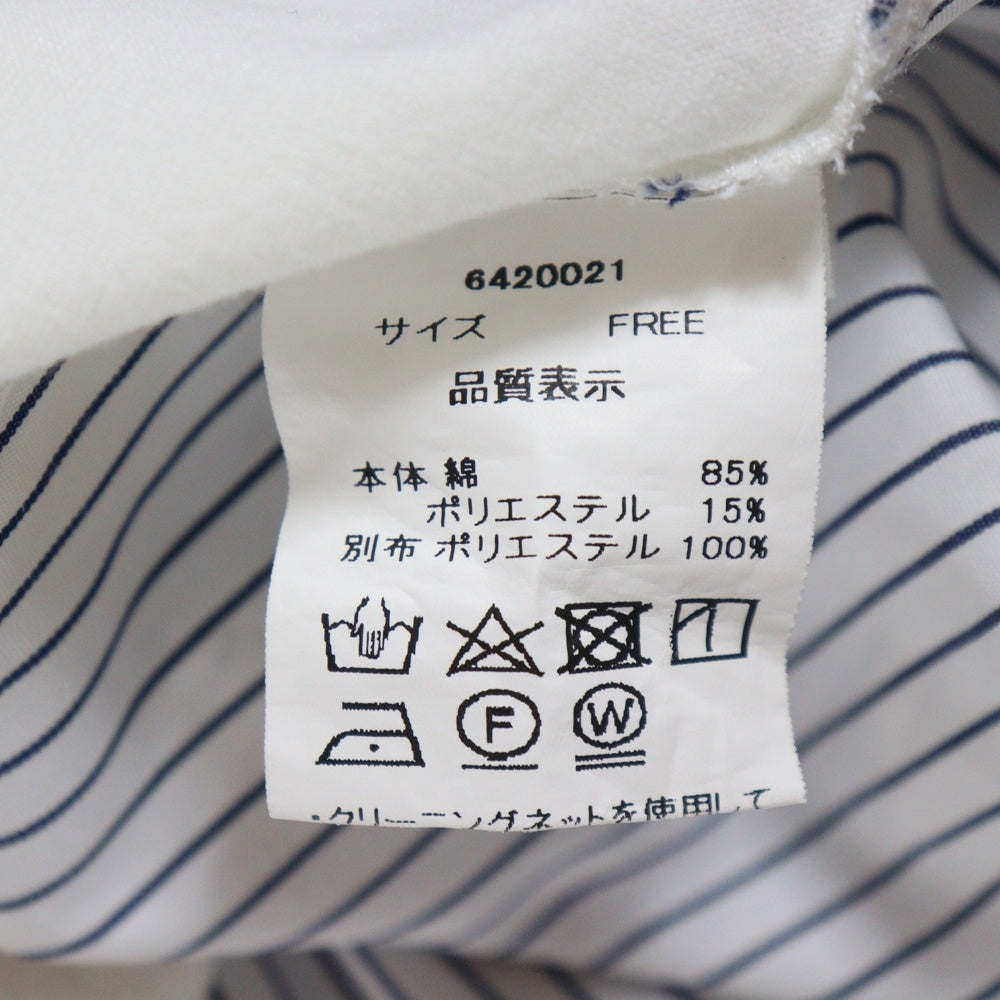 6420021
サイズ FREE
品質表示
本体 綿 85%
ポリエステル 15%
別布 ポリエステル 100%
F W
・クリーニングネットを使用して